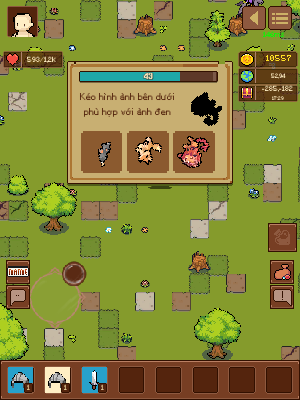 593/12k
43
Kéo hình ảnh bên dưới
phù hợp với ảnh đen
10557
5294
-285,-182
1
1
1